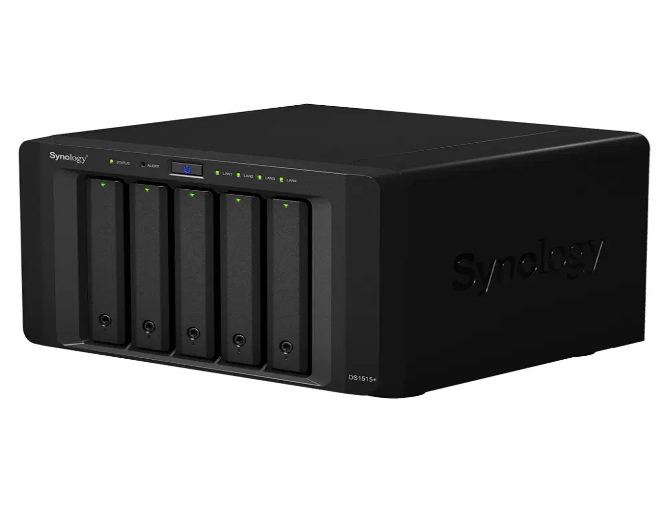 Synology
STATUS
ALERT
LAN1
LAN2
LAN3
LAN4
DS1515+
Synology